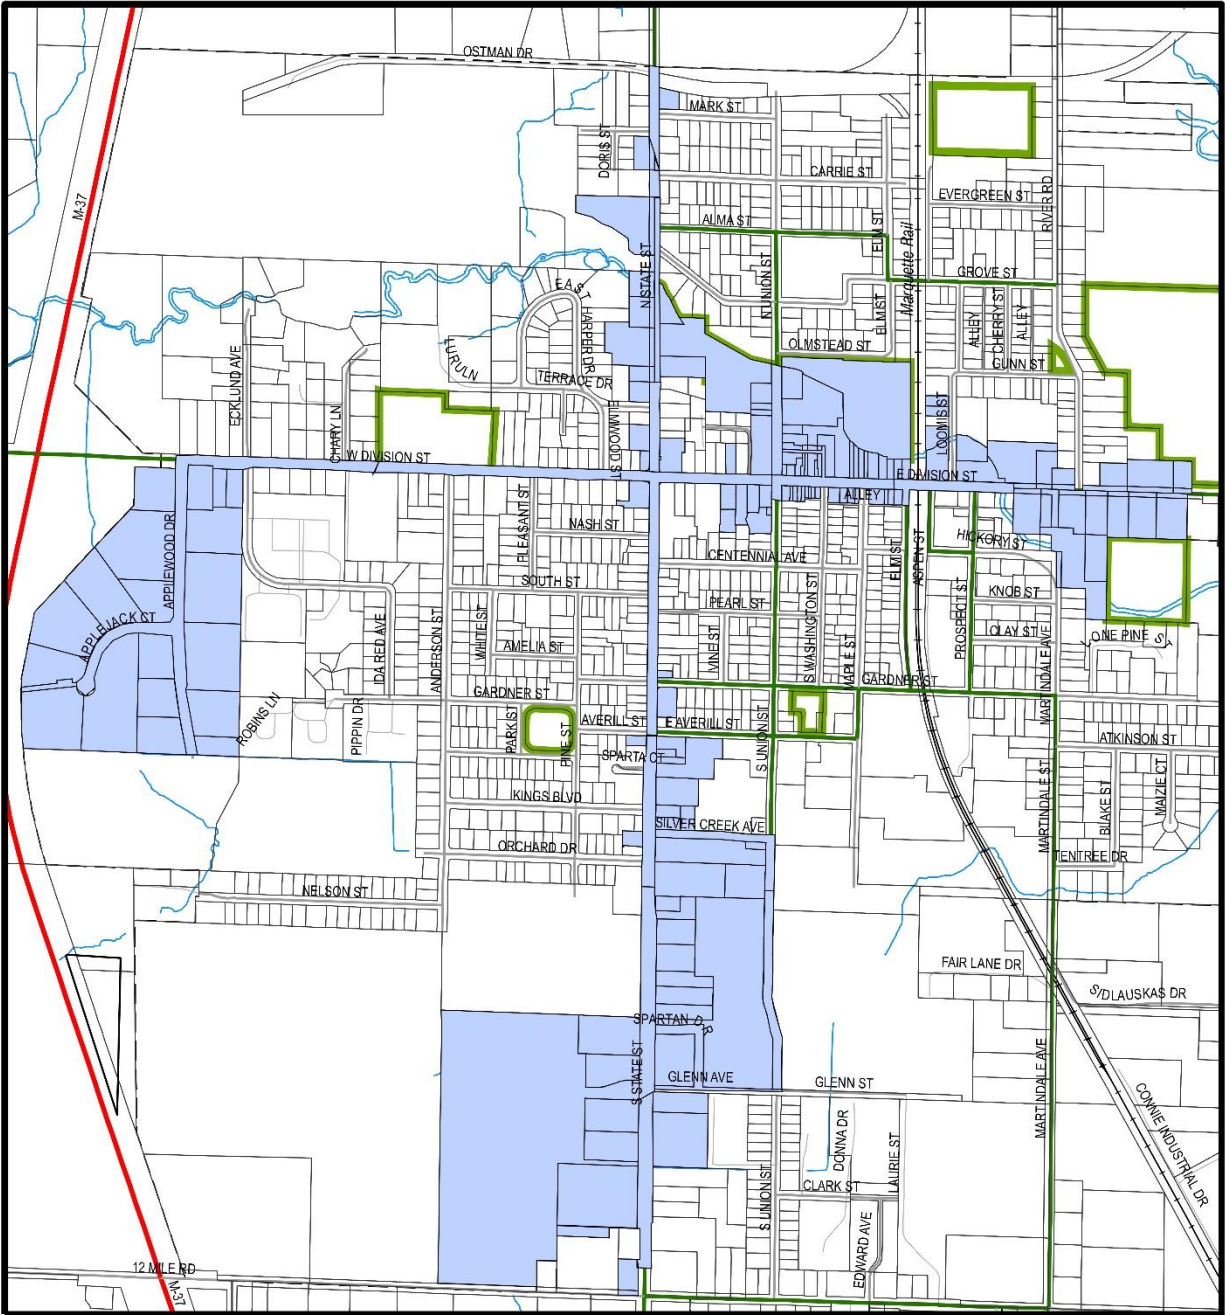 OSTMAN DR
MARK ST
DORIS ST
CARRIE ST
M-37
EVERGREEN ST
RIVER RD
ALMA ST
ELM ST
Marquette Rail
N STATE ST
N UNION ST
GROVE ST
EAST HARPER DR
ELM ST
ALLEY
CHERRY ST
ALLEY
OLMSTEAD ST
GUNN ST
LURU LN
TERRACE DR
ECKLUND AVE
CHARY LN
ELMWOOD ST
LOOMIS ST
W DIVISION ST
E DIVISION ST
ALLEY
PLEASANT ST
NASH ST
APPLEWOOD DR
HICKORY ST
CENTENNIAL AVE
ELM ST
ASPEN ST
SOUTH ST
KNOB ST
PROSPECT ST
PEARL ST
S WASHINGTON ST
APPLEJACK CT
WHITE ST
VINE ST
MAPLE ST
CLAY ST
LONE PINE ST
IDA RED AVE
ANDERSON ST
AMELIA ST
MARTINDALE AVE
GARDNER ST
GARDNER ST
ROBINS LN
PIPPIN DR
PARK ST
PINE ST
AVERILL ST
E AVERILL ST
S UNION ST
ATKINSON ST
SPARTA CT
KINGS BLVD
MARTINDALE ST
BLAKE ST
MAIZIE CT
SILVER CREEK AVE
ORCHARD DR
TENTREE DR
NELSON ST
FAIR LANE DR
SIDLAUSKAS DR
SPARTAN DR
S STATE ST
GLENN AVE
GLENN ST
MARTINDALE AVE
CONNIE INDUSTRIAL DR
DONNA DR
LAURIE ST
S UNION ST
CLARK ST
EDWARD AVE
12 MILE RD
M-37